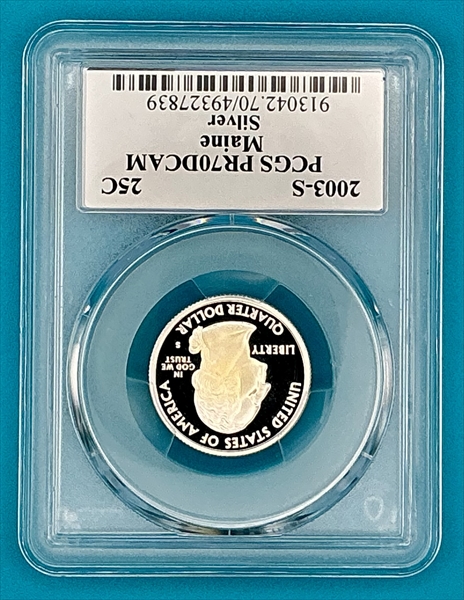 2003-S 25C
PCGS PR70DCAM
Maine
Silver
913042.70/49327839
UNITED STATES OF AMERICA
LIBERTY
IN
GOD WE
TRUST
S
QUARTER DOLLAR